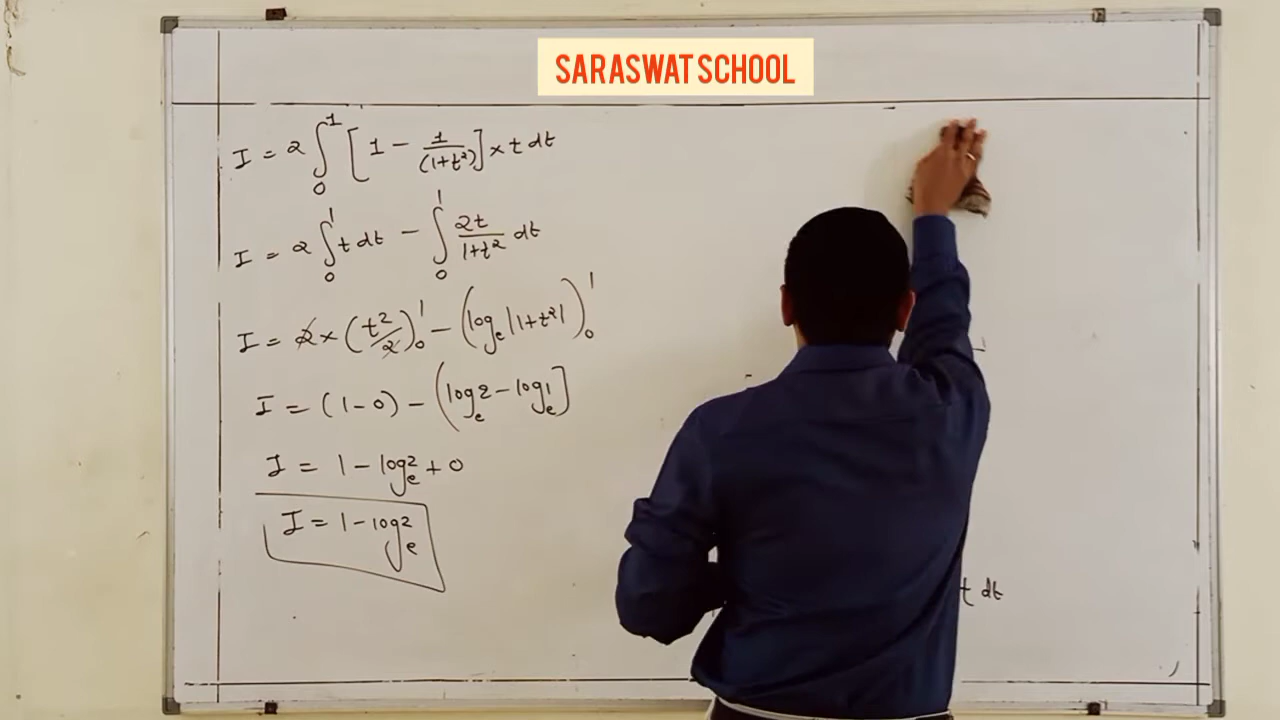 SARASWAT SCHOOL
I = 2 ∫₀¹ [1 − 1/(1+t²)] × t dt
I = 2 ∫₀¹ t dt − ∫₀¹ 2t/1+t² dt
I = 2 × (t²/2)₀¹ − (logₑ|1+t²|)₀¹
I = (1−0) − (logₑ2 − logₑ1]
I = 1 − logₑ2 + 0
I = 1 − logₑ2
t dt